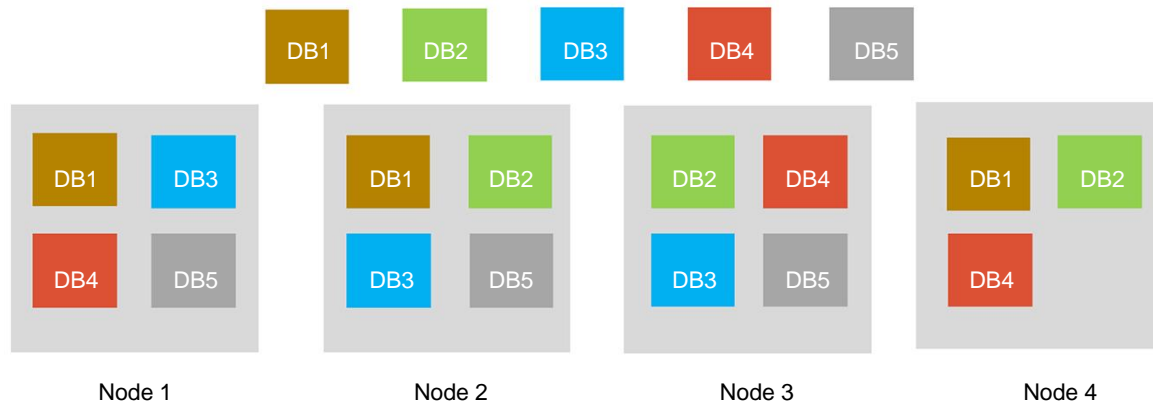 DB1 DB2 DB3 DB4 DB5
DB1 DB3
DB4 DB5
Node 1
DB1 DB2
DB3 DB5
Node 2
DB2 DB4
DB3 DB5
Node 3
DB1 DB2
DB4
Node 4